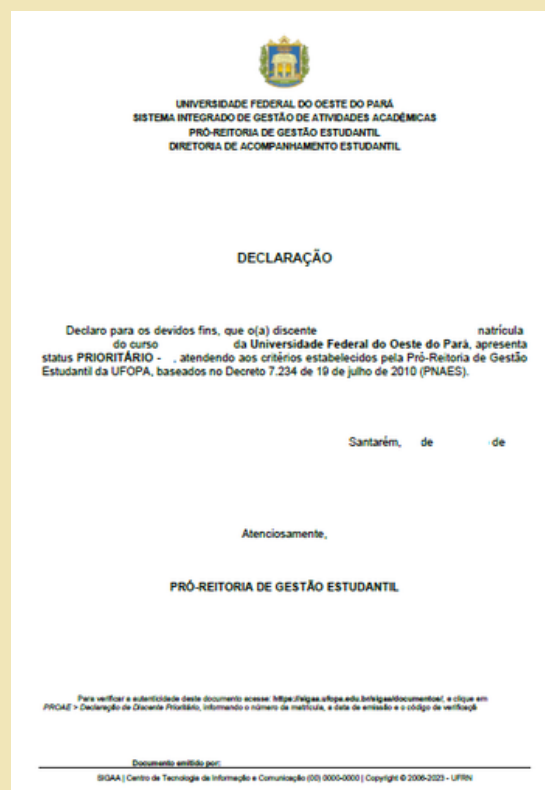 UNIVERSIDADE FEDERAL DO OESTE DO PARÁ
SISTEMA INTEGRADO DE GESTÃO DE ATIVIDADES ACADÊMICAS
PRÓ-REITORIA DE GESTÃO ESTUDANTIL
DIRETORIA DE ACOMPANHAMENTO ESTUDANTIL
DECLARAÇÃO
Declaro para os devidos fins, que o(a) discente natrícula
do curso da Universidade Federal do Oeste do Pará, apresenta
status PRIORITÁRIO - , atendendo aos critérios estabelecidos pela Pró-Reitoria de Gestão
Estudantil da UFOPA, baseados no Decreto 7.234 de 19 de julho de 2010 (PNAES).
Santarém, de de
Atenciosamente,
PRÓ-REITORIA DE GESTÃO ESTUDANTIL
Para verificar a autenticidade deste documento acesse: https://sigaa.ufopa.edu.br/sigaa/documentos/, e clique em
PROAE > Declaração de Discente Prioritário, informando o número de matrícula, a data de emissão e o código de verificaçã
Documento emitido por:
SIGAA | Centro de Tecnologia da Informação e Comunicação (00) 0000-0000 | Copyright © 2006-2023 - UFRN